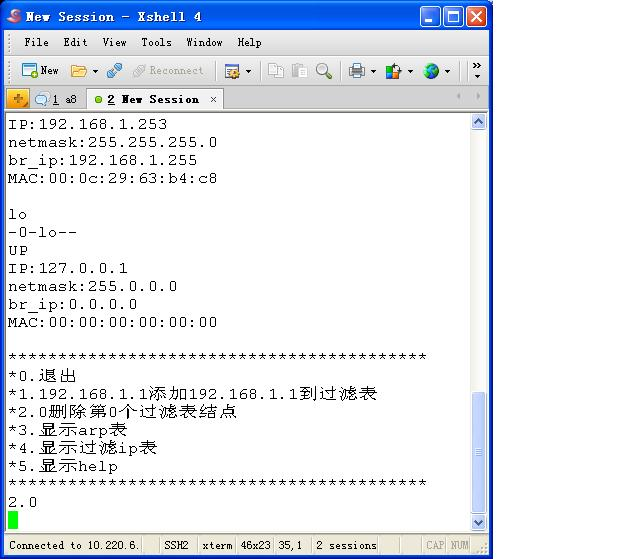 New Session - Xshell 4
File Edit View Tools Window Help
New Reconnect
1 a8 2 New Session
IP:192.168.1.253
netmask:255.255.255.0
br_ip:192.168.1.255
MAC:00:0c:29:63:b4:c8
lo
-0-lo--
UP
IP:127.0.0.1
netmask:255.0.0.0
br_ip:0.0.0.0
MAC:00:00:00:00:00:00
******************************************
*0.退出
*1.192.168.1.1添加192.168.1.1到过滤表
*2.0删除第0个过滤表结点
*3.显示arp表
*4.显示过滤ip表
*5.显示help
******************************************
2.0
Connected to 10.220.6. SSH2 xterm 46x23 35,1 2 sessions CAP NUM